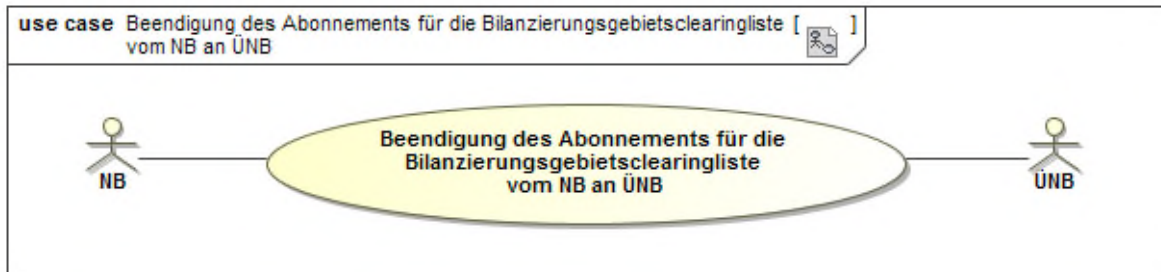 use case Beendigung des Abonnements für die Bilanzierungsgebietsclearingliste [ ]
vom NB an ÜNB
Beendigung des Abonnements für die
Bilanzierungsgebietsclearingliste
vom NB an ÜNB
NB
ÜNB